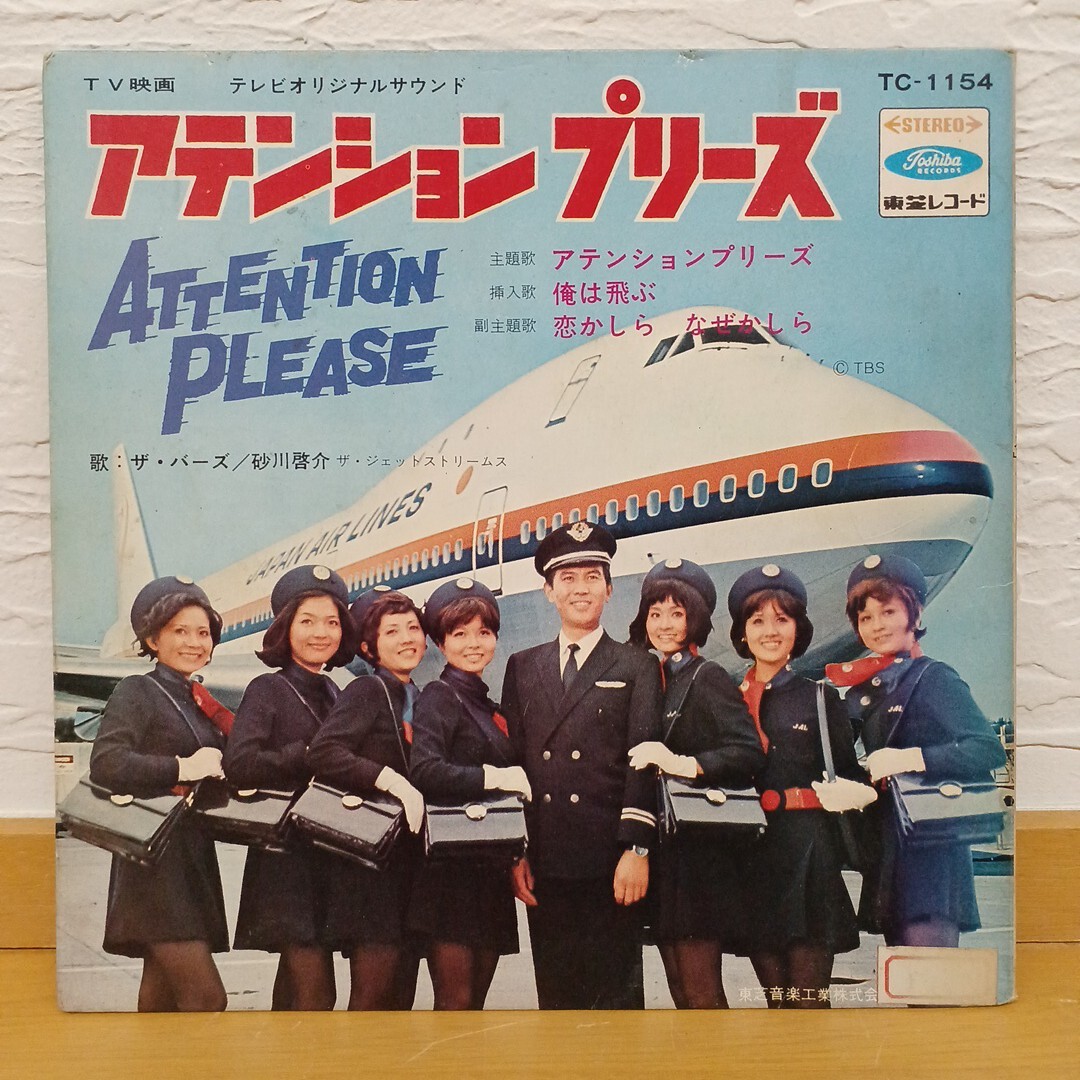 TV映画 テレビオリジナルサウンド
TC-1154
アテンションプリーズ
STEREO
Toshiba
RECORDS
東芝レコード
ATTENTION
PLEASE
主題歌 アテンションプリーズ
挿入歌 俺は飛ぶ
副主題歌 恋かしら なぜかしら
© TBS
歌:ザ・バーズ/砂川啓介 ザ・ジェットストリームス
JAPAN AIR LINES
JAL
JAL
東芝音楽工業株式会